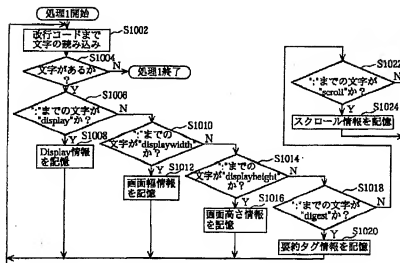 処理1開始
S1002
改行コードまで
文字の読み込み
S1004
文字があるか
?
N
処理1終了
Y
S1006
":"までの文字が
"display"か?
N
Y
S1008
Display情報
を記憶
S1010
":"までの
文字が"displaywidth"
か?
N
Y
S1012
画面幅情報
を記憶
S1014
":"までの
文字が"displayheight"
か?
N
Y
S1016
画面高さ情報
を記憶
S1018
":"までの文字が
"digest"か?
N
Y
S1020
要約タグ情報を記憶
S1022
":"までの文字が
"scroll"か?
N
Y
S1024
スクロール情報を記憶